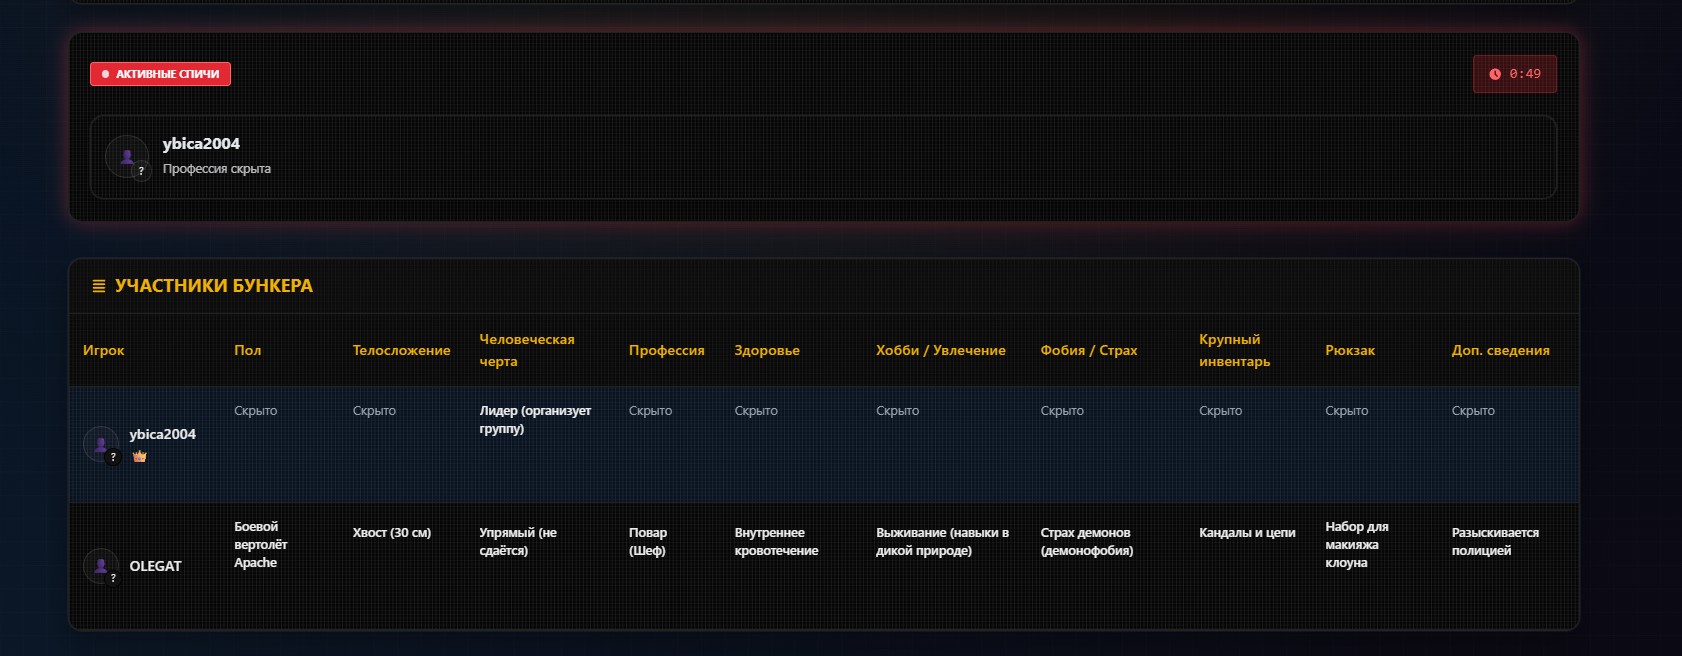 АКТИВНЫЕ СПИЧИ
0:49
ybica2004
?
Профессия скрыта
УЧАСТНИКИ БУНКЕРА
Игрок
Пол
Телосложение
Человеческая
черта
Профессия
Здоровье
Хобби / Увлечение
Фобия / Страх
Крупный
инвентарь
Рюкзак
Доп. сведения
?
ybica2004
Скрыто
Скрыто
Лидер (организует
группу)
Скрыто
Скрыто
Скрыто
Скрыто
Скрыто
Скрыто
Скрыто
?
OLEGAT
Боевой
вертолёт
Apache
Хвост (30 см)
Упрямый (не
сдаётся)
Повар
(Шеф)
Внутреннее
кровотечение
Выживание (навыки в
дикой природе)
Страх демонов
(демонофобия)
Кандалы и цепи
Набор для
макияжа
клоуна
Разыскивается
полицией